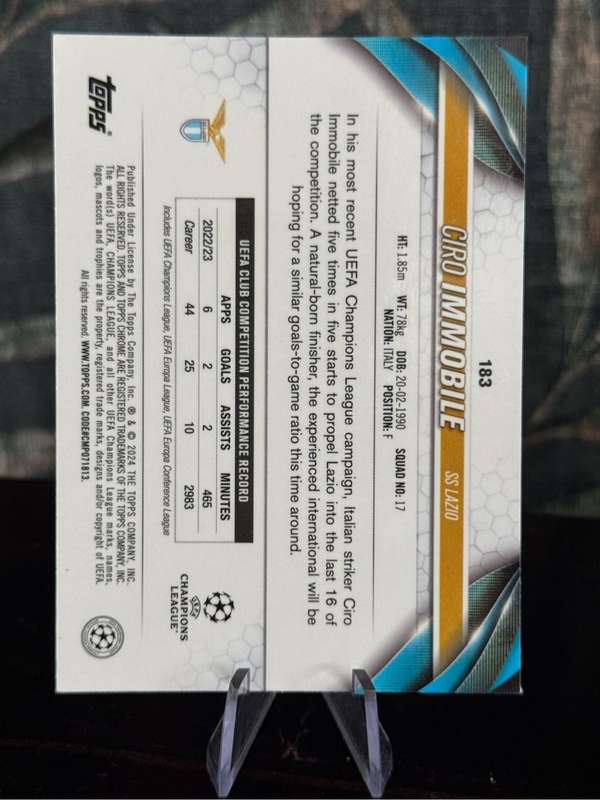 183
CIRO IMMOBILE
SS LAZIO
HT: 1.85m WT: 78kg DOB: 20-02-1990 SQUAD NO: 17
NATION: ITALY POSITION: F
In his most recent UEFA Champions League campaign, Italian striker Ciro
Immobile netted five times in five starts to propel Lazio into the last 16 of
the competition. A natural-born finisher, the experienced international will be
hoping for a similar goals-to-game ratio this time around.
UEFA CLUB COMPETITION PERFORMANCE RECORD
APPS GOALS ASSISTS MINUTES
2022/23 6 2 2 465
Career 44 25 10 2983
Includes UEFA Champions League, UEFA Europa League, UEFA Europa Conference League
UEFA
CHAMPIONS
LEAGUE
topps
Published Under License by The Topps Company, Inc. ® & © 2024 THE TOPPS COMPANY, INC.
ALL RIGHTS RESERVED. TOPPS AND TOPPS CHROME ARE REGISTERED TRADEMARKS OF THE TOPPS COMPANY, INC.
The word(s) UEFA, CHAMPIONS LEAGUE, and all other UEFA Champions League marks, names,
logos, mascots and trophies are the property, registered trade marks, designs and/or copyright of UEFA.
All rights reserved. WWW.TOPPS.COM. CODE#CMP071813.